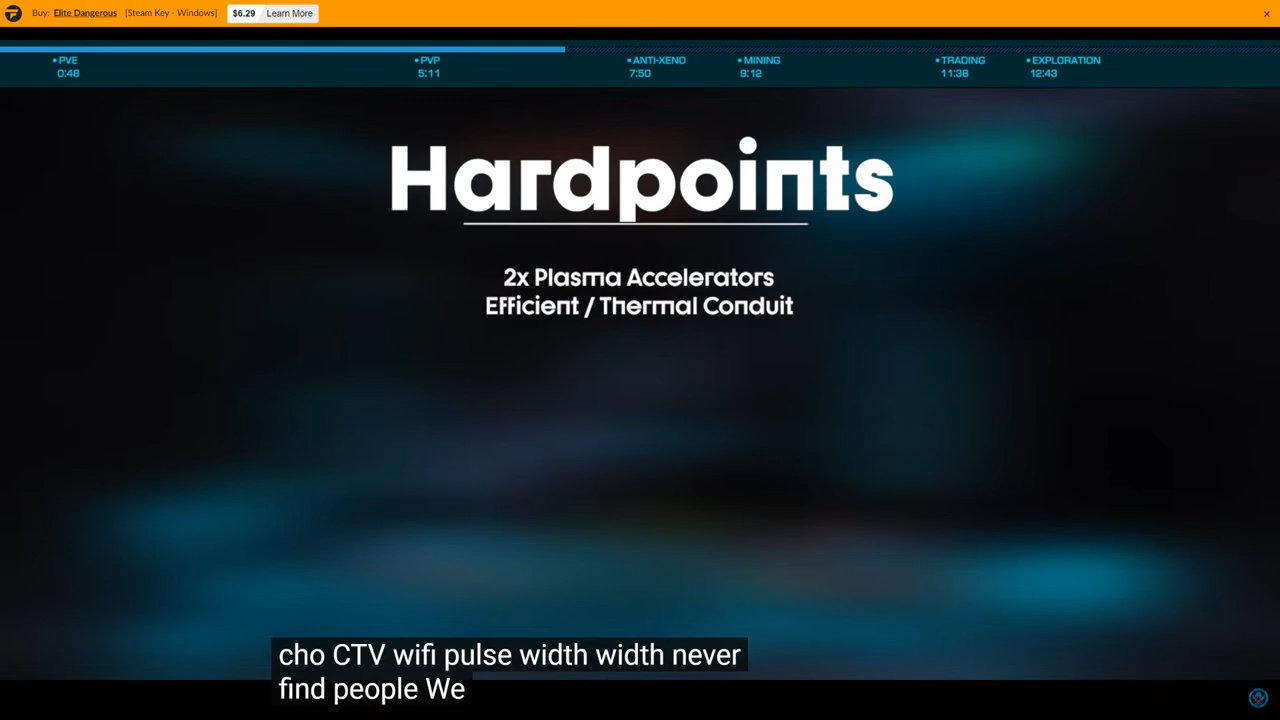 Buy: Elite Dangerous [Steam Key - Windows] $6.29 Learn More ×
• PVE • PVP • ANTI-XENO • MINING • TRADING • EXPLORATION
0:48 5:11 7:50 9:12 11:38 12:43
Hardpoints
2x Plasma Accelerators
Efficient / Thermal Conduit
cho CTV wifi pulse width width never
find people We